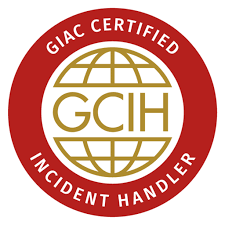 GIAC CERTIFIED
GCIH
INCIDENT HANDLER